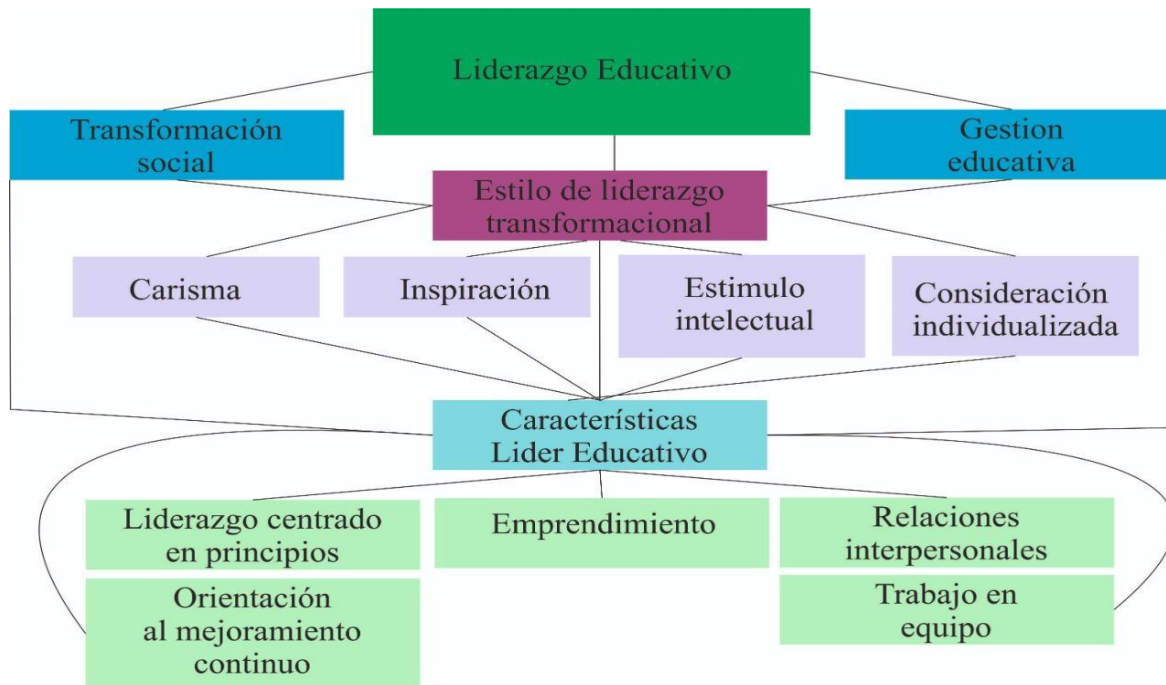 Liderazgo Educativo
Transformación
social
Gestion
educativa
Estilo de liderazgo
transformacional
Carisma
Inspiración
Estimulo
intelectual
Consideración
individualizada
Características
Lider Educativo
Liderazgo centrado
en principios
Emprendimiento
Relaciones
interpersonales
Orientación
al mejoramiento
continuo
Trabajo en
equipo